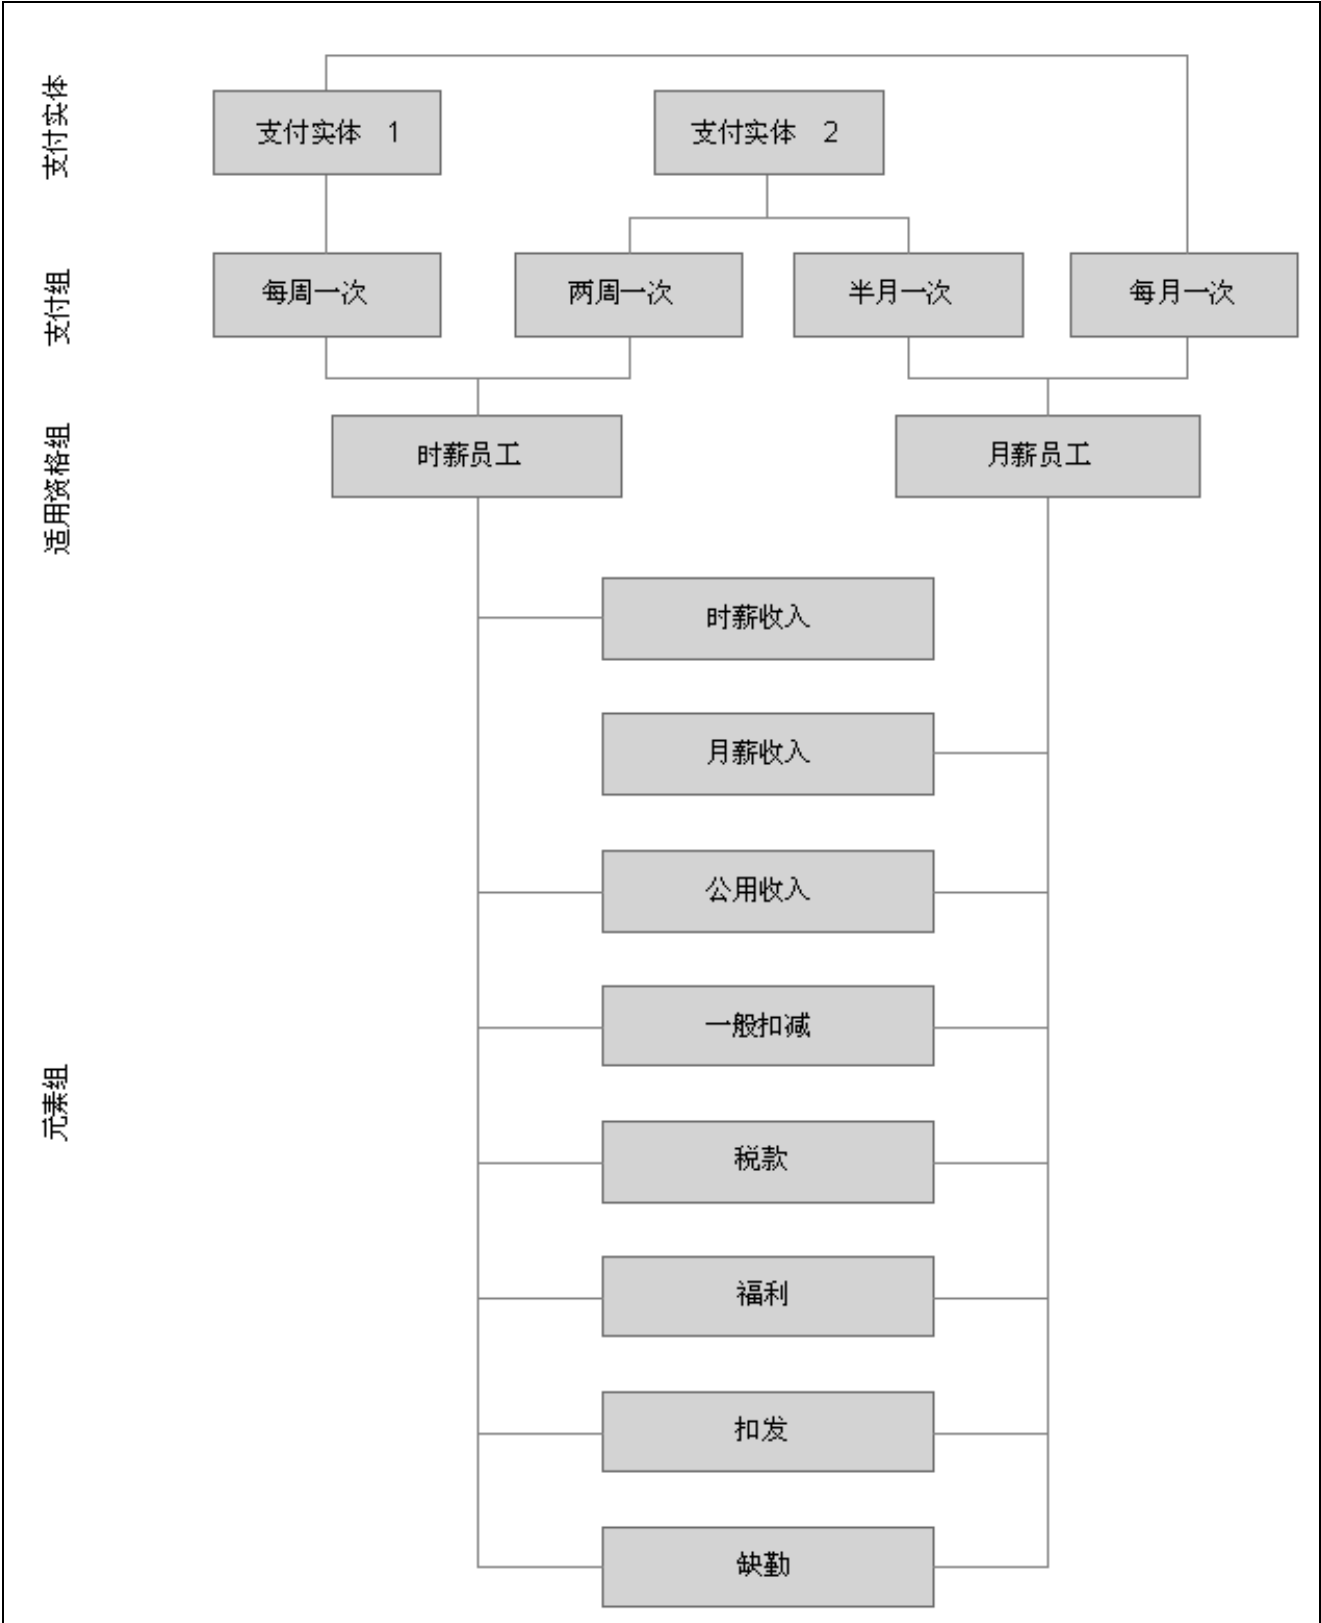 支付实体
支付实体 1
支付实体 2
支付组
每周一次
两周一次
半月一次
每月一次
适用资格组
时薪员工
月薪员工
元素组
时薪收入
月薪收入
公用收入
一般扣减
税款
福利
扣发
缺勤